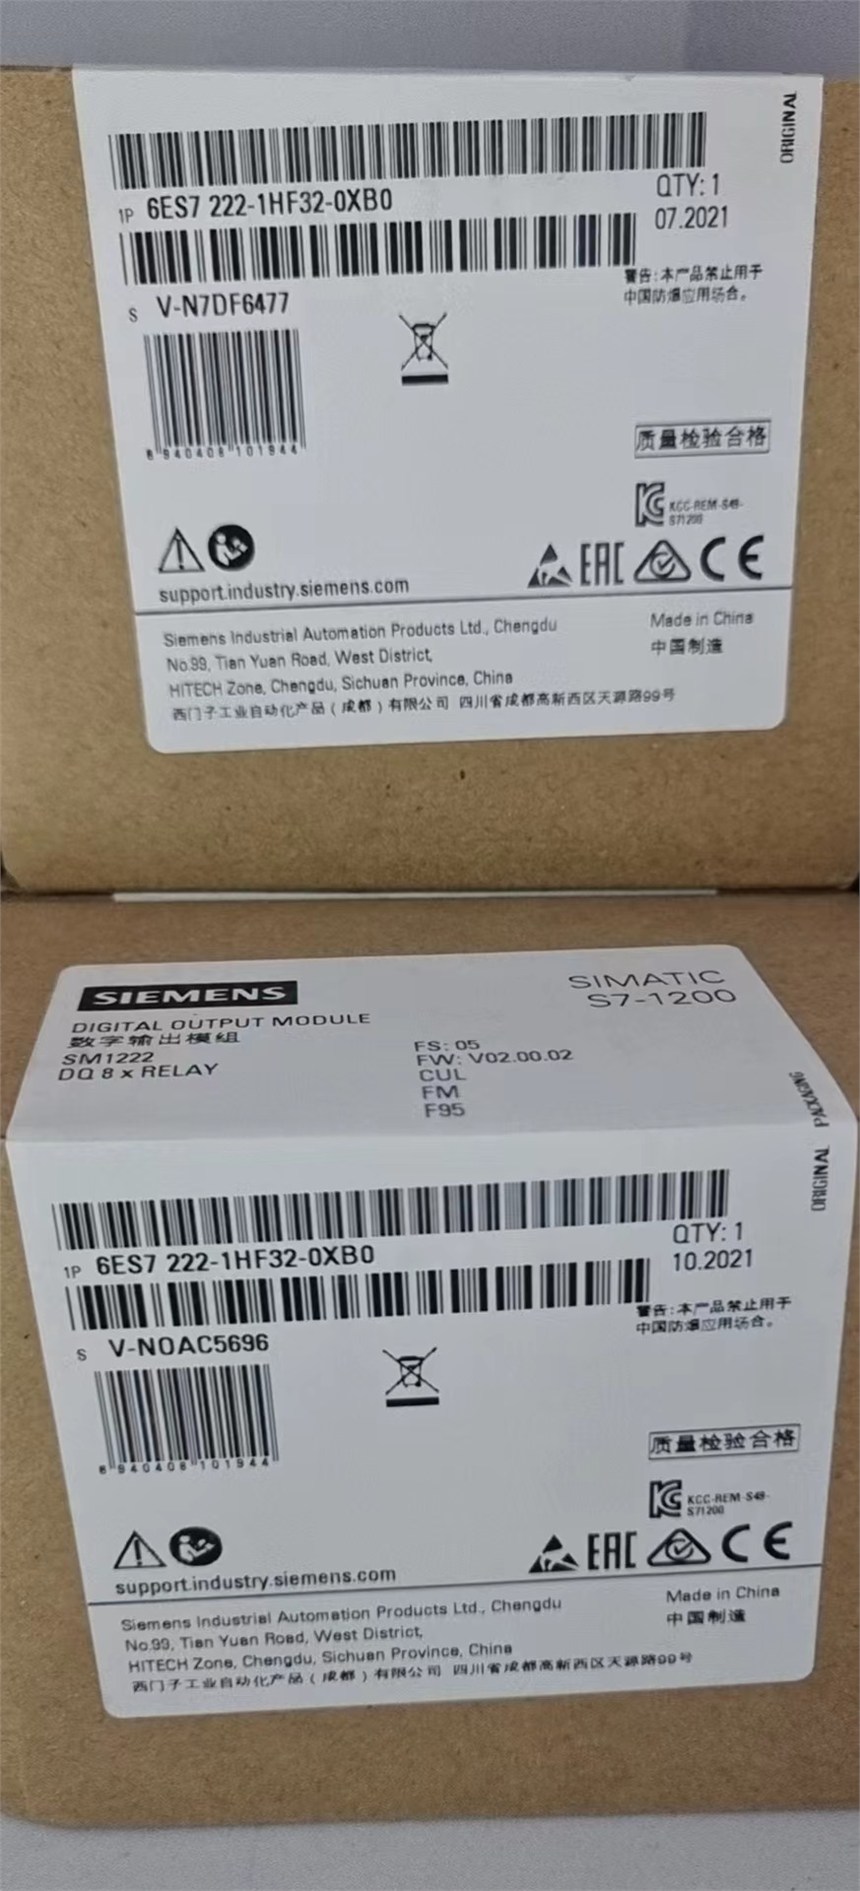 ORIGINAL
1P 6ES7 222-1HF32-0XB0
QTY: 1
07.2021
警告:本产品禁止用于
中国防爆应用场合。
S V-N7DF6477
6 940408 101944
质量检验合格
KCC-REM-S49-
S71200
EAC CE
support.industry.siemens.com
Siemens Industrial Automation Products Ltd., Chengdu
Made in China
No.99, Tian Yuan Road, West District,
中国制造
HITECH Zone, Chengdu, Sichuan Province, China
西门子工业自动化产品(成都)有限公司 四川省成都高新西区天源路99号
SIEMENS
SIMATIC
S7-1200
DIGITAL OUTPUT MODULE
数字输出模组
SM1222
DQ 8 x RELAY
FS: 05
FW: V02.00.02
CUL
FM
F95
ORIGINAL PACKAGING
1P 6ES7 222-1HF32-0XB0
QTY: 1
10.2021
警告:本产品禁止用于
中国防爆应用场合。
S V-N0AC5696
6 940408 101944
质量检验合格
KCC-REM-S49-
S71200
EAC CE
support.industry.siemens.com
Siemens Industrial Automation Products Ltd., Chengdu
Made in China
No.99, Tian Yuan Road, West District,
中国制造
HITECH Zone, Chengdu, Sichuan Province, China
西门子工业自动化产品(成都)有限公司 四川省成都高新西区天源路99号